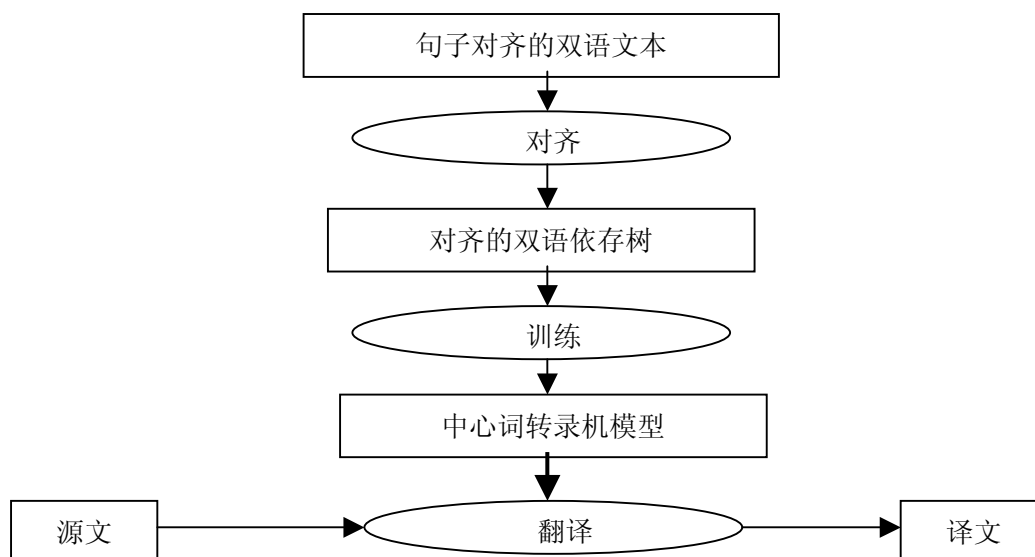 句子对齐的双语文本
对齐
对齐的双语依存树
训练
中心词转录机模型
源文
翻译
译文